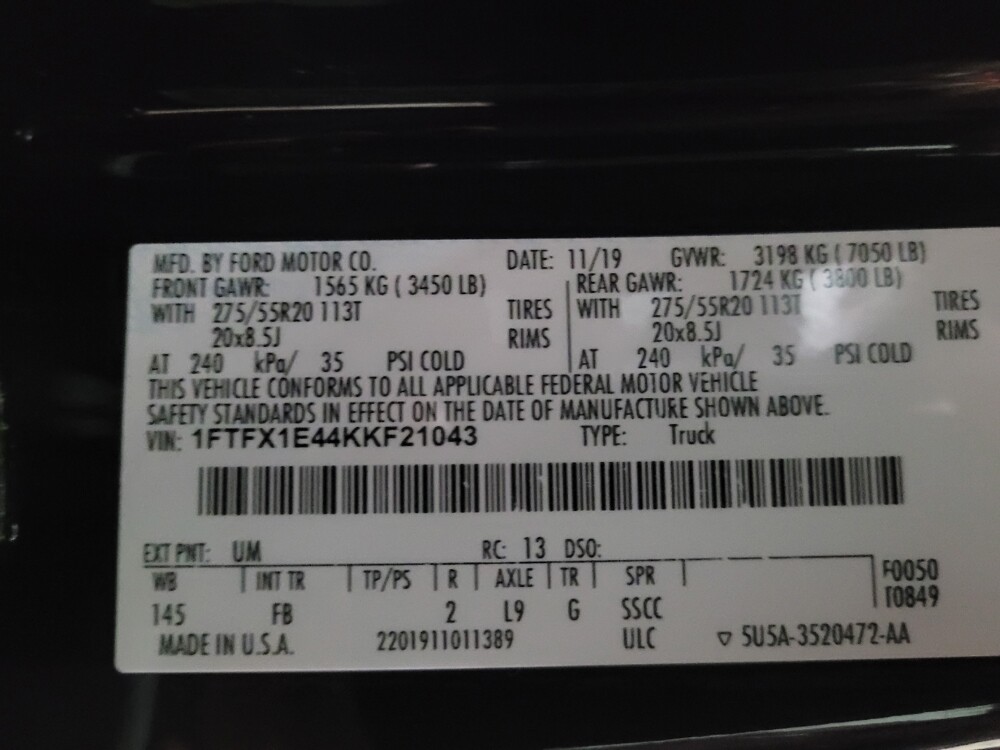 MFD. BY FORD MOTOR CO. DATE: 11/19 GVWR: 3198 KG ( 7050 LB)
FRONT GAWR: 1565 KG ( 3450 LB) REAR GAWR: 1724 KG ( 3800 LB)
WITH 275/55R20 113T TIRES WITH 275/55R20 113T TIRES
20x8.5J RIMS 20x8.5J RIMS
AT 240 kPa/ 35 PSI COLD AT 240 kPa/ 35 PSI COLD
THIS VEHICLE CONFORMS TO ALL APPLICABLE FEDERAL MOTOR VEHICLE
SAFETY STANDARDS IN EFFECT ON THE DATE OF MANUFACTURE SHOWN ABOVE.
VIN: 1FTFX1E44KKF21043 TYPE: Truck
EXT PNT: UM RC: 13 DSO:
WB INT TR TP/PS R AXLE TR SPR F0050
145 FB 2 L9 G SSCC T0849
MADE IN U.S.A. 2201911011389 ULC ▽ 5U5A-3520472-AA